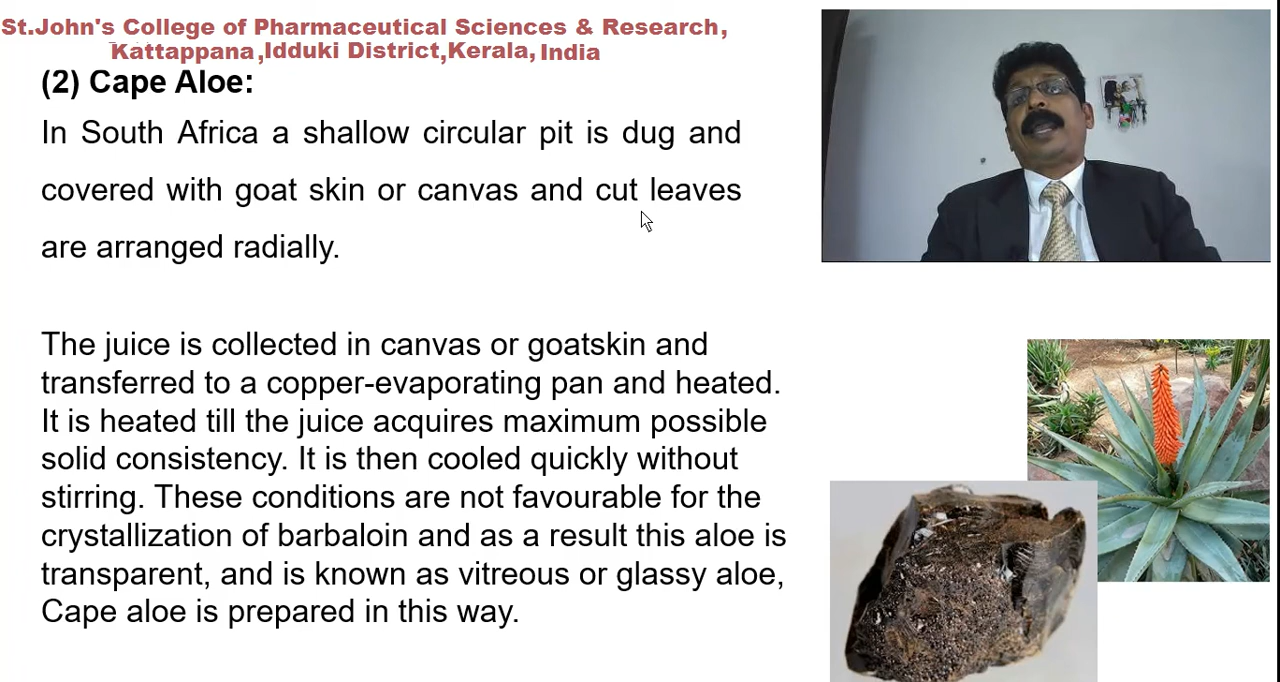 St.John's College of Pharmaceutical Sciences & Research,
Kattappana,Idduki District,Kerala, India
(2) Cape Aloe:
In South Africa a shallow circular pit is dug and
covered with goat skin or canvas and cut leaves
are arranged radially.
The juice is collected in canvas or goatskin and
transferred to a copper-evaporating pan and heated.
It is heated till the juice acquires maximum possible
solid consistency. It is then cooled quickly without
stirring. These conditions are not favourable for the
crystallization of barbaloin and as a result this aloe is
transparent, and is known as vitreous or glassy aloe,
Cape aloe is prepared in this way.